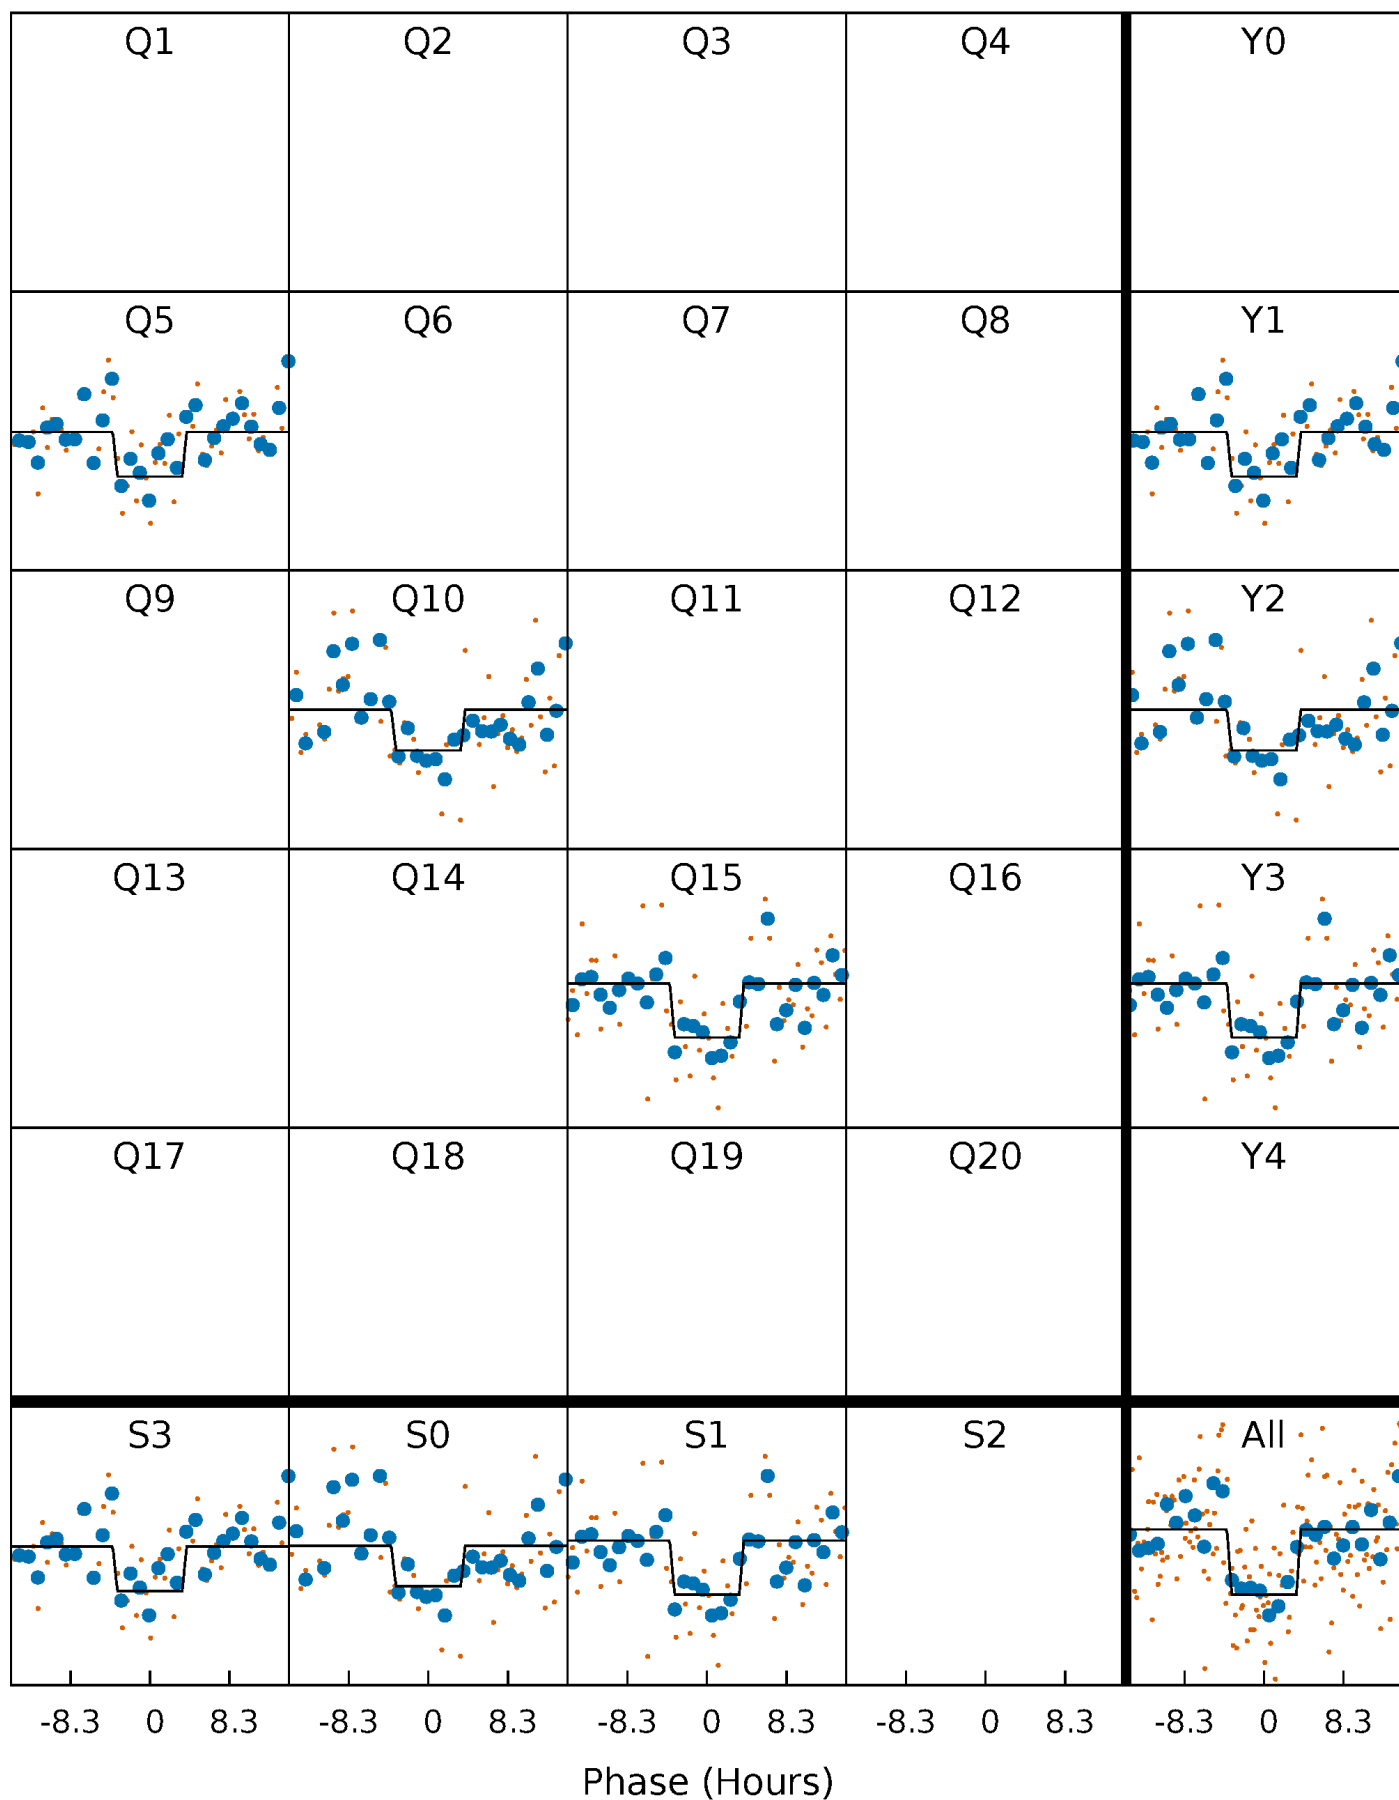 Q1 Q2 Q3 Q4 Y0
Q5 Q6 Q7 Q8 Y1
Q9 Q10 Q11 Q12 Y2
Q13 Q14 Q15 Q16 Y3
Q17 Q18 Q19 Q20 Y4
S3 S0 S1 S2 All
-8.3 0 8.3 -8.3 0 8.3 -8.3 0 8.3 -8.3 0 8.3 -8.3 0 8.3
Phase (Hours)